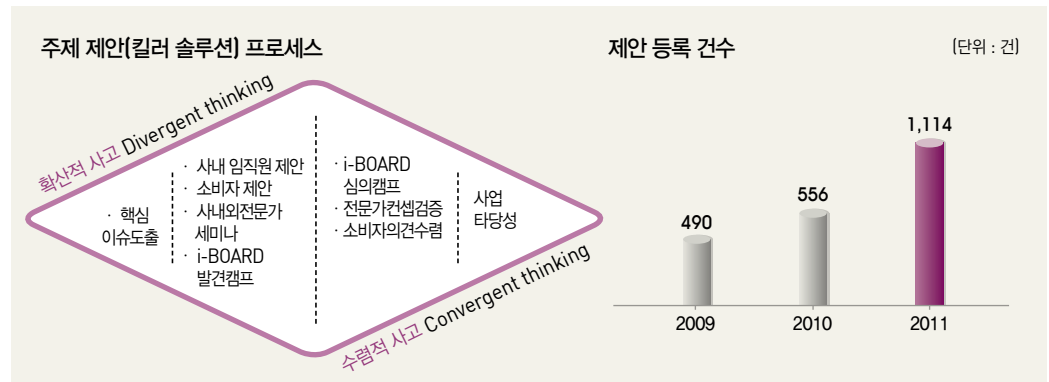 주제 제안(킬러 솔루션) 프로세스
확산적 사고 Divergent thinking
· 핵심
이슈도출
· 사내 임직원 제안
· 소비자 제안
· 사내외전문가
세미나
· i-BOARD
발견캠프
· i-BOARD
심의캠프
· 전문가컨셉검증
· 소비자의견수렴
사업
타당성
수렴적 사고 Convergent thinking
제안 등록 건수
(단위 : 건)
490
556
1,114
2009
2010
2011